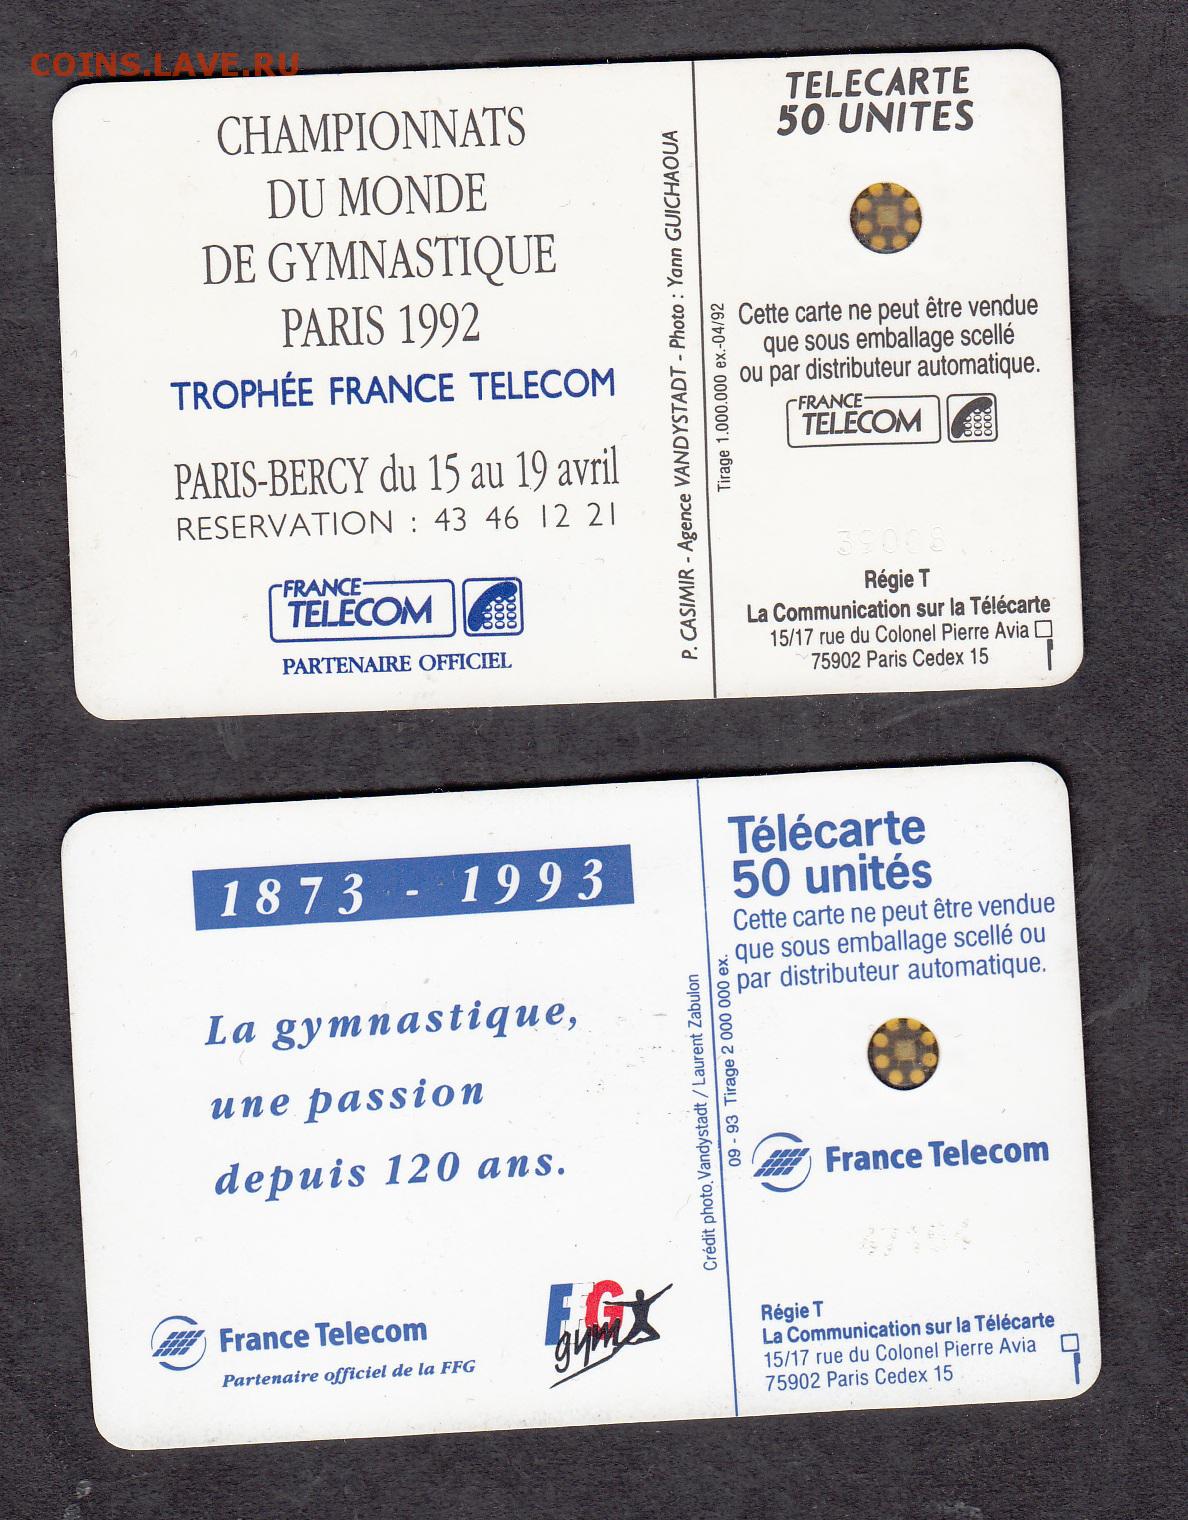 COINS.LAVE.RU
CHAMPIONNATS
DU MONDE
DE GYMNASTIQUE
PARIS 1992
TROPHÉE FRANCE TELECOM
PARIS-BERCY du 15 au 19 avril
RESERVATION : 43 46 12 21
FRANCE
TELECOM
PARTENAIRE OFFICIEL
P. CASIMIR - Agence VANDYSTADT - Photo : Yann GUICHAOUA
Tirage 1.000.000 ex.-04/92
TELECARTE
50 UNITES
Cette carte ne peut être vendue
que sous emballage scellé
ou par distributeur automatique.
FRANCE
TELECOM
39008
Régie T
La Communication sur la Télécarte
15/17 rue du Colonel Pierre Avia
75902 Paris Cedex 15
1873 - 1993
La gymnastique,
une passion
depuis 120 ans.
France Telecom
Partenaire officiel de la FFG
FFG
gym
Crédit photo Vandystadt / Laurent Zabulon
09 - 93 Tirage 2 000 000 ex.
Télécarte
50 unités
Cette carte ne peut être vendue
que sous emballage scellé ou
par distributeur automatique.
France Telecom
Régie T
La Communication sur la Télécarte
15/17 rue du Colonel Pierre Avia
75902 Paris Cedex 15